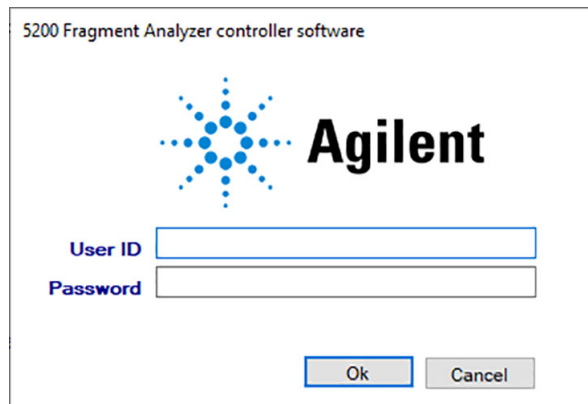 5200 Fragment Analyzer controller software
Agilent
User ID
Password
Ok Cancel